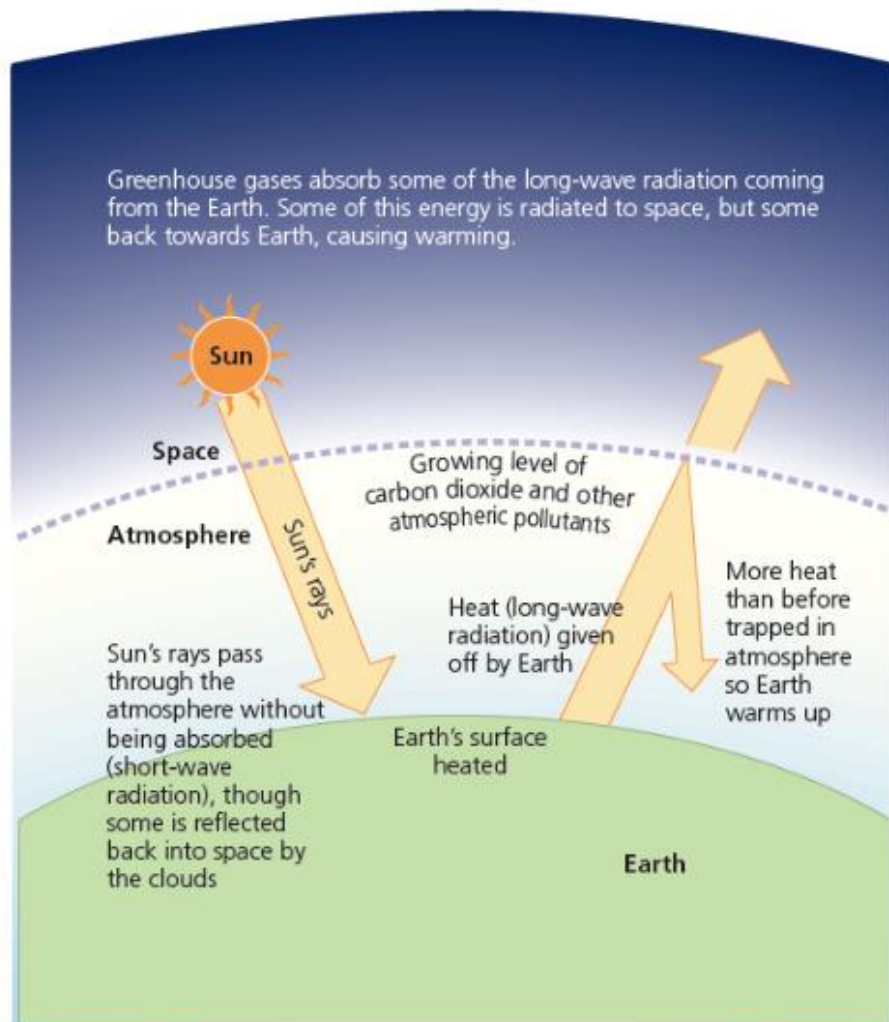 Greenhouse gases absorb some of the long-wave radiation coming
from the Earth. Some of this energy is radiated to space, but some
back towards Earth, causing warming.
Sun
Space
Atmosphere
Sun's rays
Growing level of
carbon dioxide and other
atmospheric pollutants
Heat (long-wave
radiation) given
off by Earth
More heat
than before
trapped in
atmosphere
so Earth
warms up
Sun's rays pass
through the
atmosphere without
being absorbed
(short-wave
radiation), though
some is reflected
back into space by
the clouds
Earth's surface
heated
Earth